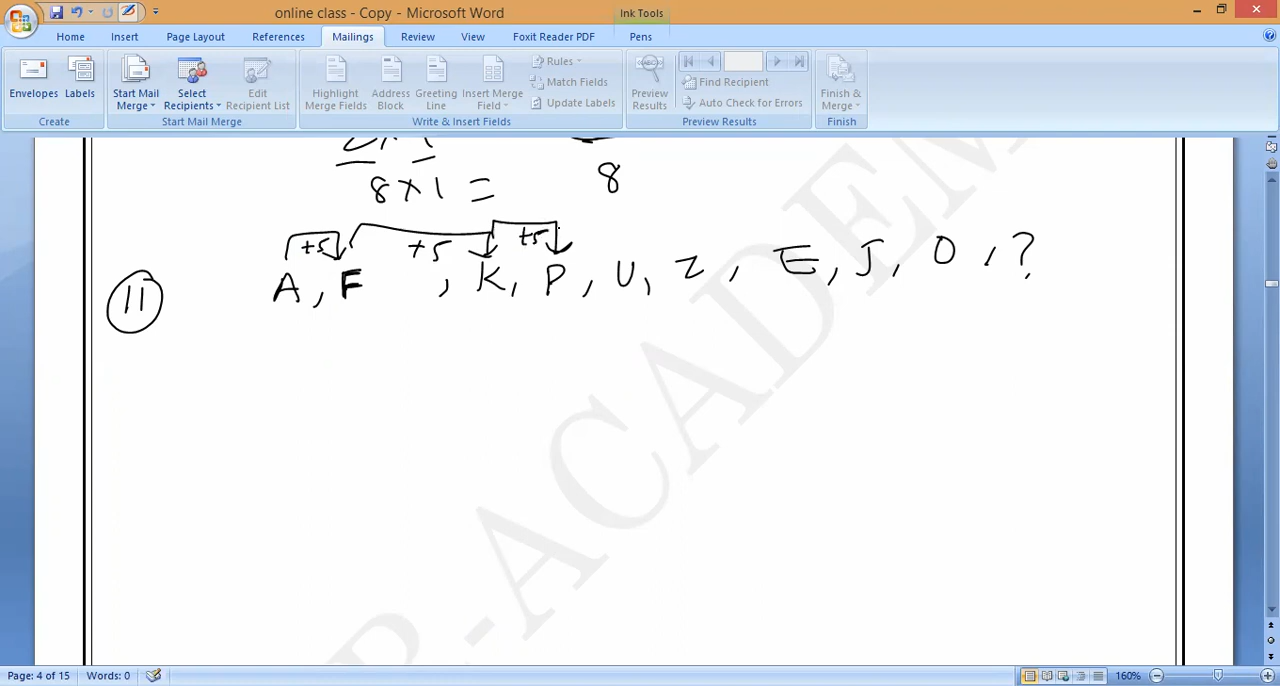 online class - Copy - Microsoft Word
Ink Tools
Home Insert Page Layout References Mailings Review View Foxit Reader PDF Pens
Envelopes Labels
Create
Start Mail Merge Select Recipients Edit Recipient List
Start Mail Merge
Highlight Merge Fields Address Block Greeting Line Insert Merge Field
Rules
Match Fields
Update Labels
Write & Insert Fields
Preview Results
Find Recipient
Auto Check for Errors
Preview Results
Finish & Merge
Finish
8 × 1 = 8
+5 +5 +5
11 A, F , K, P, U, Z, E, J, O, ?
R-ACADEM
Page: 4 of 15 Words: 0 160%